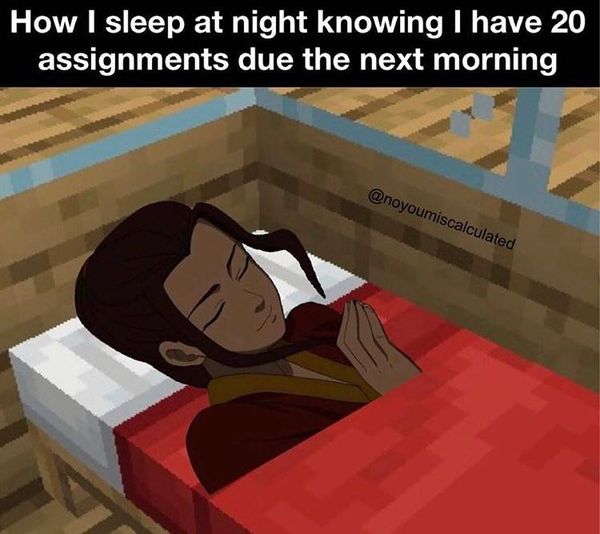 How I sleep at night knowing I have 20
assignments due the next morning
@noyoumiscalculated